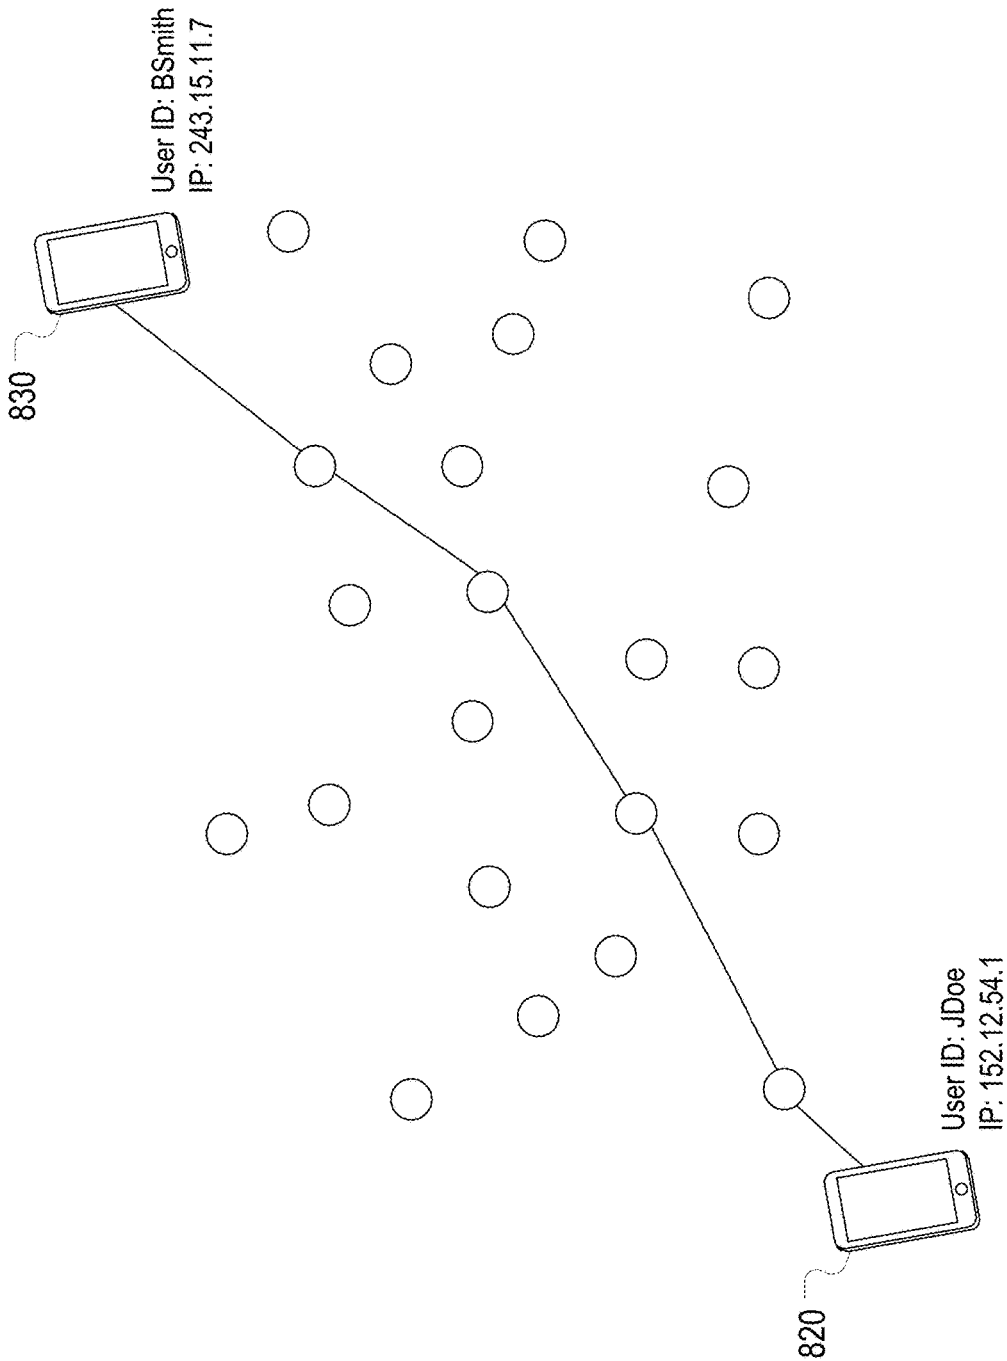 830
User ID: BSmith
IP: 243.15.11.7
820
User ID: JDoe
IP: 152.12.54.1